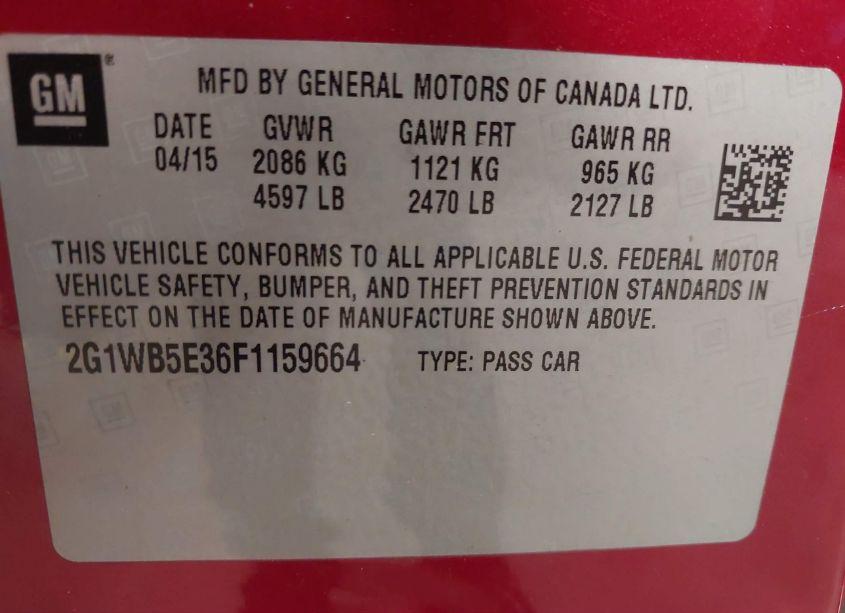 GM
MFD BY GENERAL MOTORS OF CANADA LTD.
DATE GVWR GAWR FRT GAWR RR
04/15 2086 KG 1121 KG 965 KG
4597 LB 2470 LB 2127 LB
THIS VEHICLE CONFORMS TO ALL APPLICABLE U.S. FEDERAL MOTOR
VEHICLE SAFETY, BUMPER, AND THEFT PREVENTION STANDARDS IN
EFFECT ON THE DATE OF MANUFACTURE SHOWN ABOVE.
2G1WB5E36F1159664 TYPE: PASS CAR